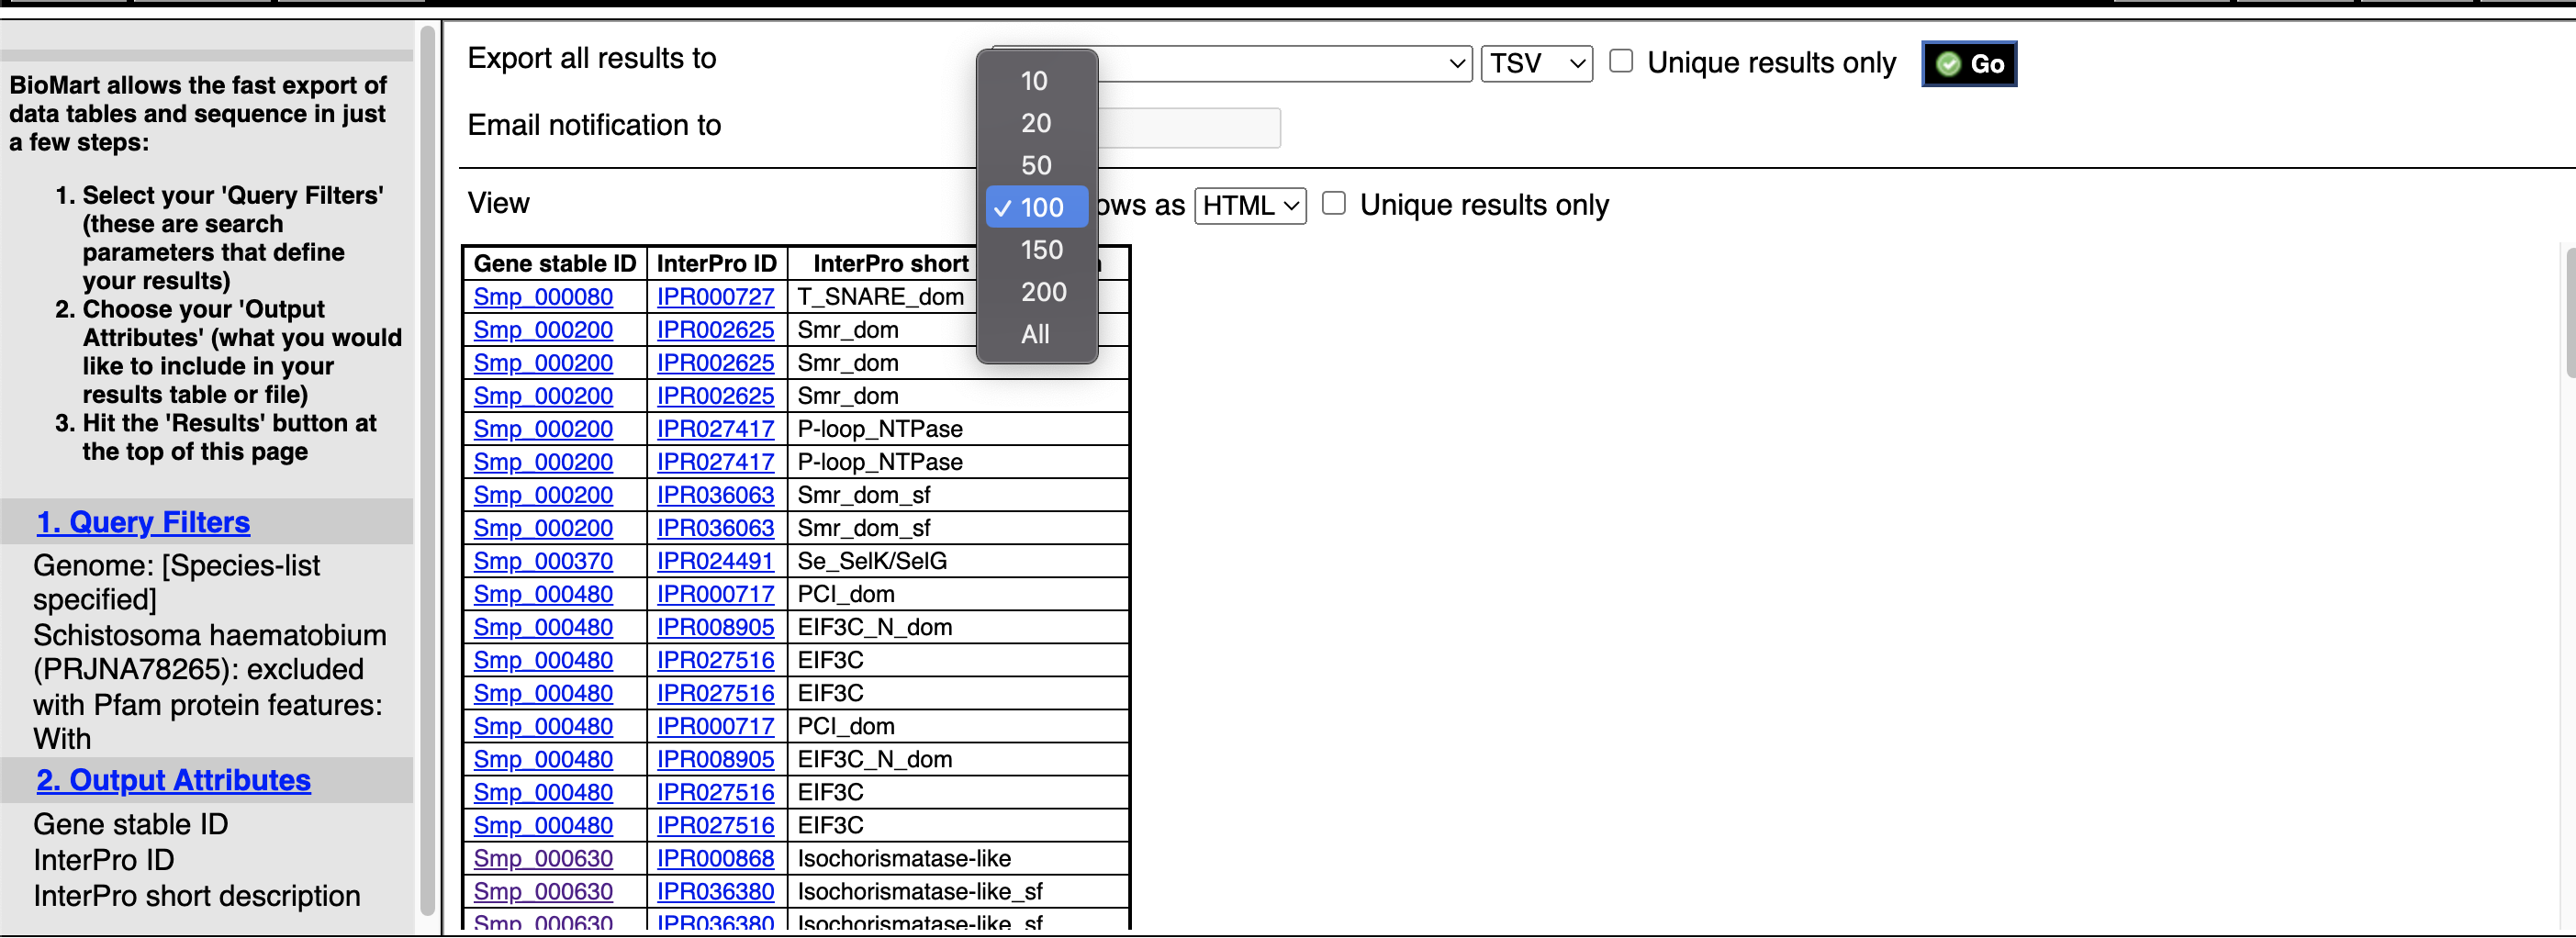 BioMart allows the fast export of
data tables and sequence in just
a few steps:
1. Select your 'Query Filters'
(these are search
parameters that define
your results)
2. Choose your 'Output
Attributes' (what you would
like to include in your
results table or file)
3. Hit the 'Results' button at
the top of this page
1. Query Filters
Genome: [Species-list
specified]
Schistosoma haematobium
(PRJNA78265): excluded
with Pfam protein features:
With
2. Output Attributes
Gene stable ID
InterPro ID
InterPro short description
Export all results to TSV Unique results only Go
Email notification to
10
20
50
100
150
200
All
View ows as HTML Unique results only
Gene stable ID InterPro ID InterPro short
Smp_000080 IPR000727 T_SNARE_dom
Smp_000200 IPR002625 Smr_dom
Smp_000200 IPR002625 Smr_dom
Smp_000200 IPR002625 Smr_dom
Smp_000200 IPR027417 P-loop_NTPase
Smp_000200 IPR027417 P-loop_NTPase
Smp_000200 IPR036063 Smr_dom_sf
Smp_000200 IPR036063 Smr_dom_sf
Smp_000370 IPR024491 Se_SelK/SelG
Smp_000480 IPR000717 PCI_dom
Smp_000480 IPR008905 EIF3C_N_dom
Smp_000480 IPR027516 EIF3C
Smp_000480 IPR027516 EIF3C
Smp_000480 IPR000717 PCI_dom
Smp_000480 IPR008905 EIF3C_N_dom
Smp_000480 IPR027516 EIF3C
Smp_000480 IPR027516 EIF3C
Smp_000630 IPR000868 Isochorismatase-like
Smp_000630 IPR036380 Isochorismatase-like_sf
Smp_000630 IPR036380 Isochorismatase-like_sf